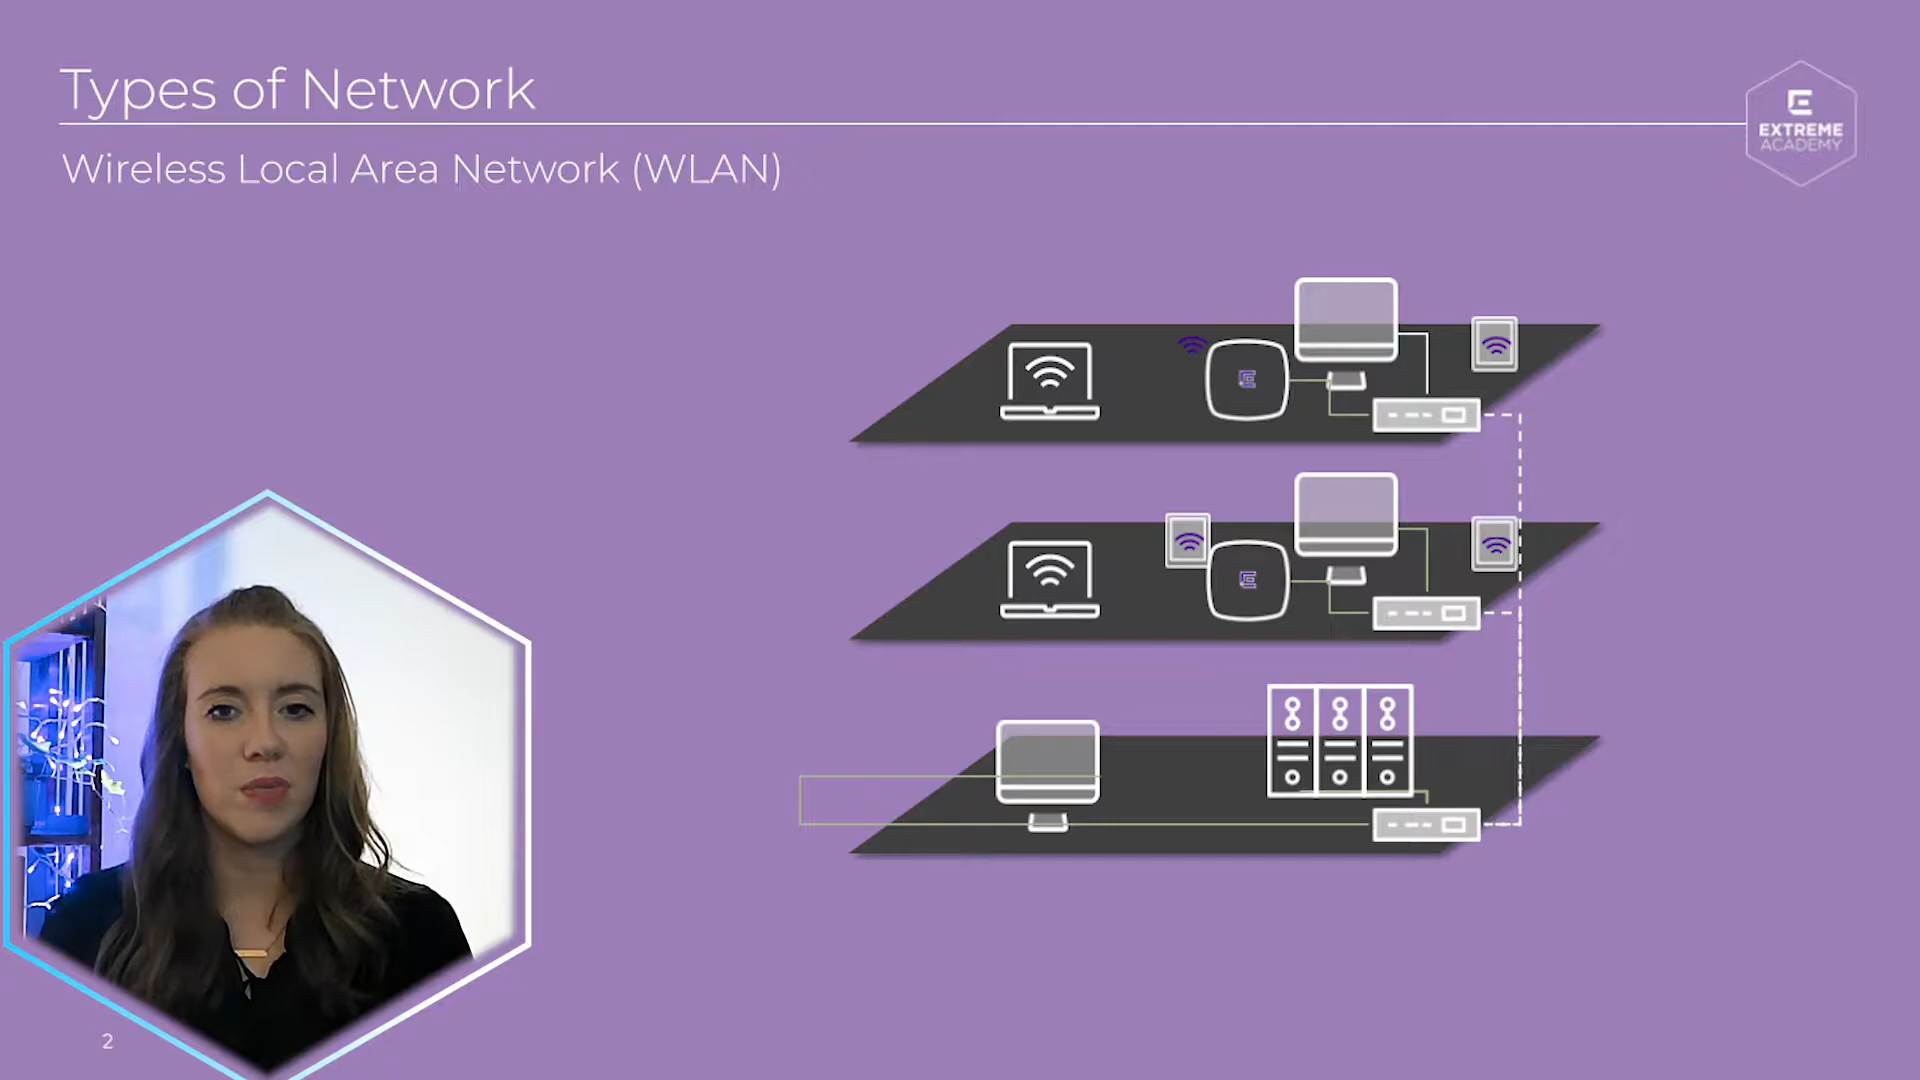 Types of Network
Wireless Local Area Network (WLAN)
EXTREME
ACADEMY
2